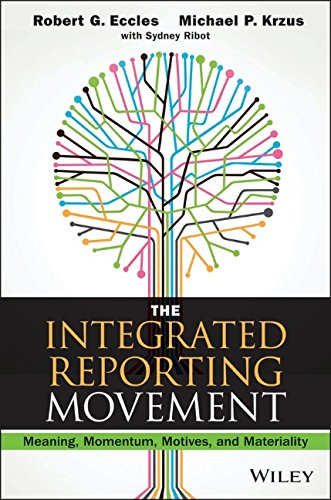 Robert G. Eccles Michael P. Krzus
with Sydney Ribot
THE
INTEGRATED
REPORTING
MOVEMENT
Meaning, Momentum, Motives, and Materiality
WILEY